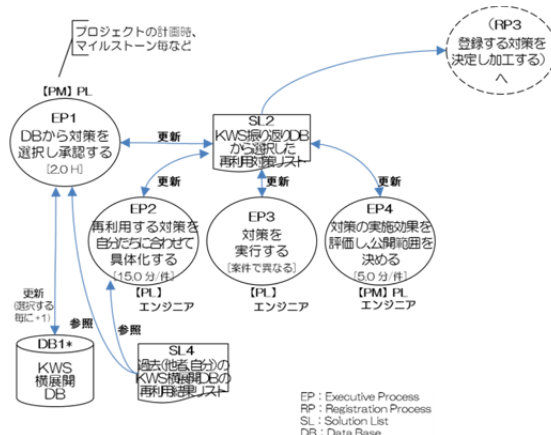 プロジェクトの計画時、
マイルストーン毎など
(RP3)
登録する対策を
決定し加工する)
へ
【PM】PL
EP1
DBから対策を
選択し承認する
[2.0 H]
更新
SL2
KWS振り返りDB
から選択した
再利用対策リスト
更新
更新
更新
EP2
再利用する対策を
自分たちに合わせて
具体化する
[15.0 分/件]
【PL】
エンジニア
EP3
対策を
実行する
[案件で異なる]
【PL】
エンジニア
EP4
対策の実施効果を
評価し、公開範囲を
決める
[5.0 分/件]
【PM】PL
エンジニア
更新
(選択する
毎に+1)
参照
参照
DB1*
KWS
横展開
DB
SL4
過去(他者、自分)の
KWS横展開DBの
再利用結果リスト
EP:Executive Process
RP:Registration Process
SL:Solution List
DB:Data Base